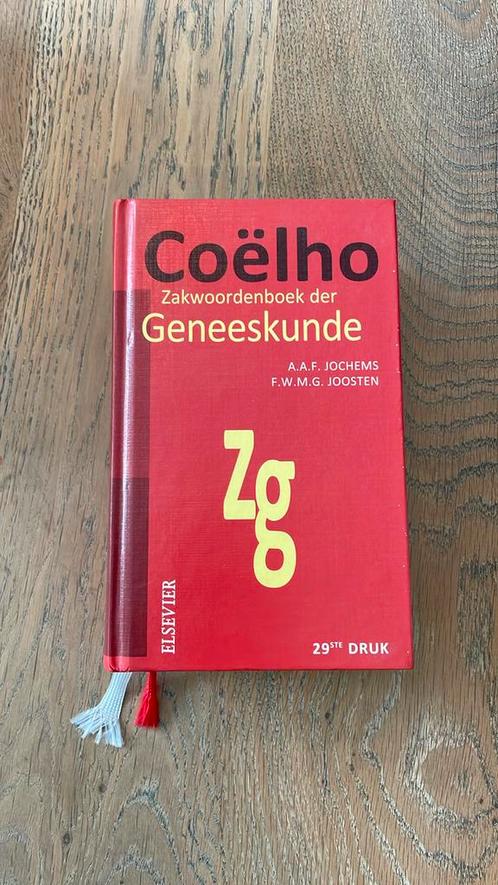 Coëlho
Zakwoordenboek der
Geneeskunde
A.A.F. JOCHEMS
F.W.M.G. JOOSTEN
Zg
ELSEVIER
29STE DRUK